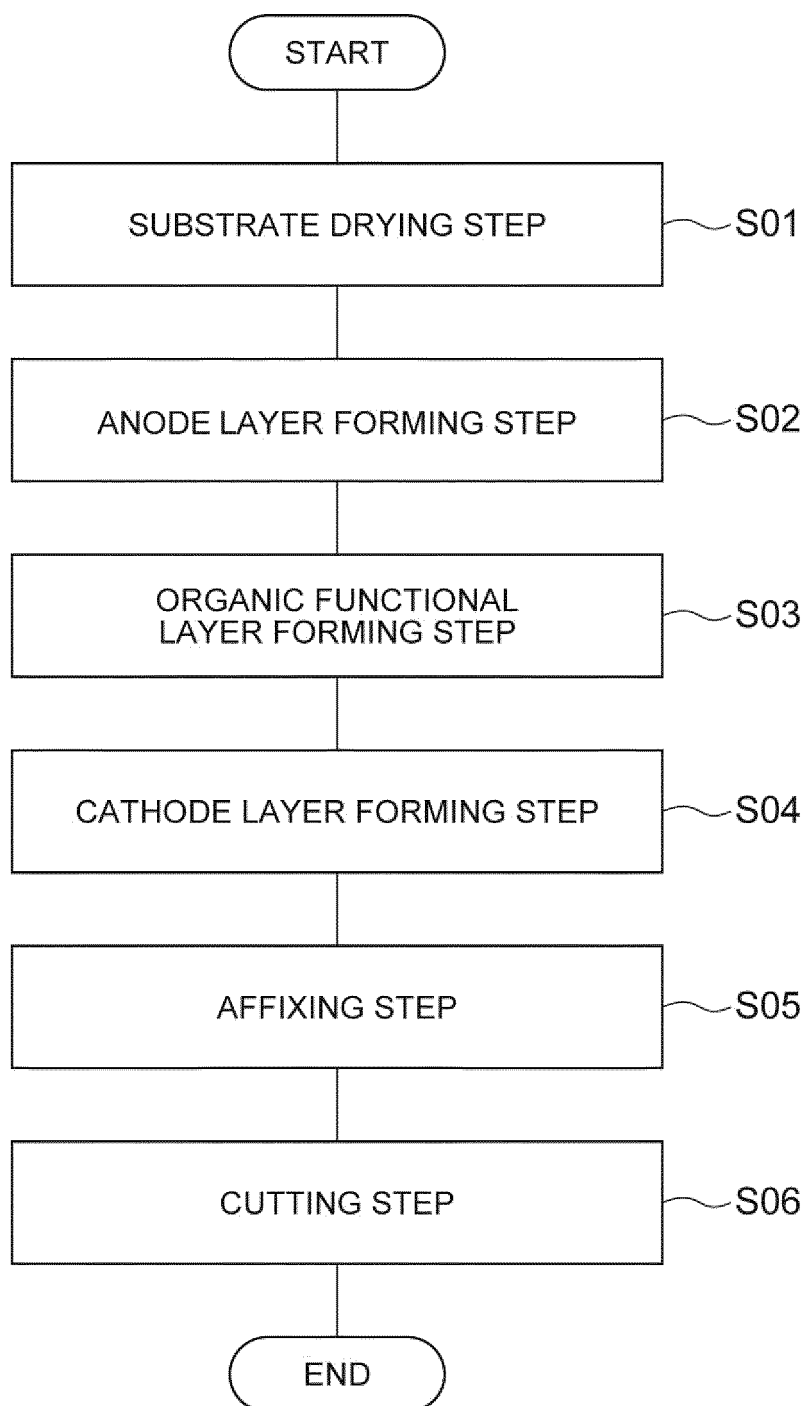 START
SUBSTRATE DRYING STEP
S01
ANODE LAYER FORMING STEP
S02
ORGANIC FUNCTIONAL
LAYER FORMING STEP
S03
CATHODE LAYER FORMING STEP
S04
AFFIXING STEP
S05
CUTTING STEP
S06
END